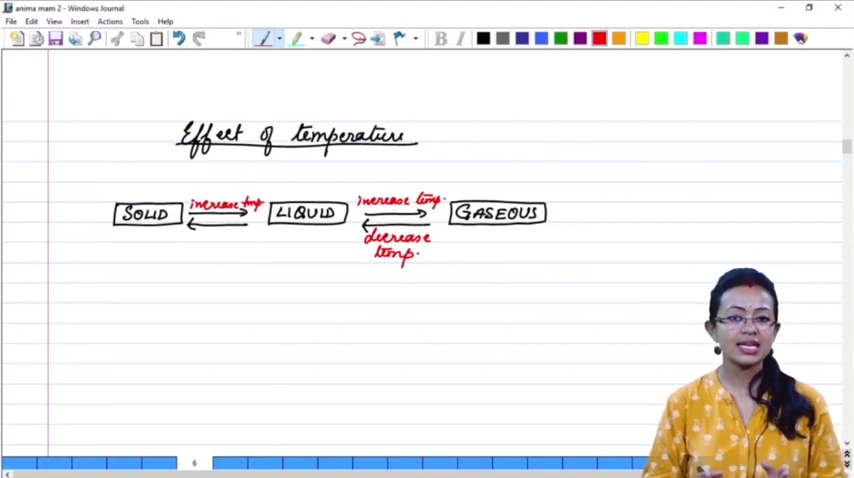 anima mam 2 - Windows Journal
File Edit View Insert Actions Tools Help
B I
Effect of temperature
increase tmp. increase temp.
SOLID LIQUID GASEOUS
decrease
temp.
6